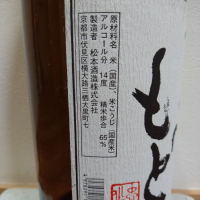 原材料名 米(国産)、米こうじ(国産米)
アルコール分 14度 精米歩合 65%
製造者 松本酒造株式会社
京都市伏見区横大路三栖大黒町七
もと